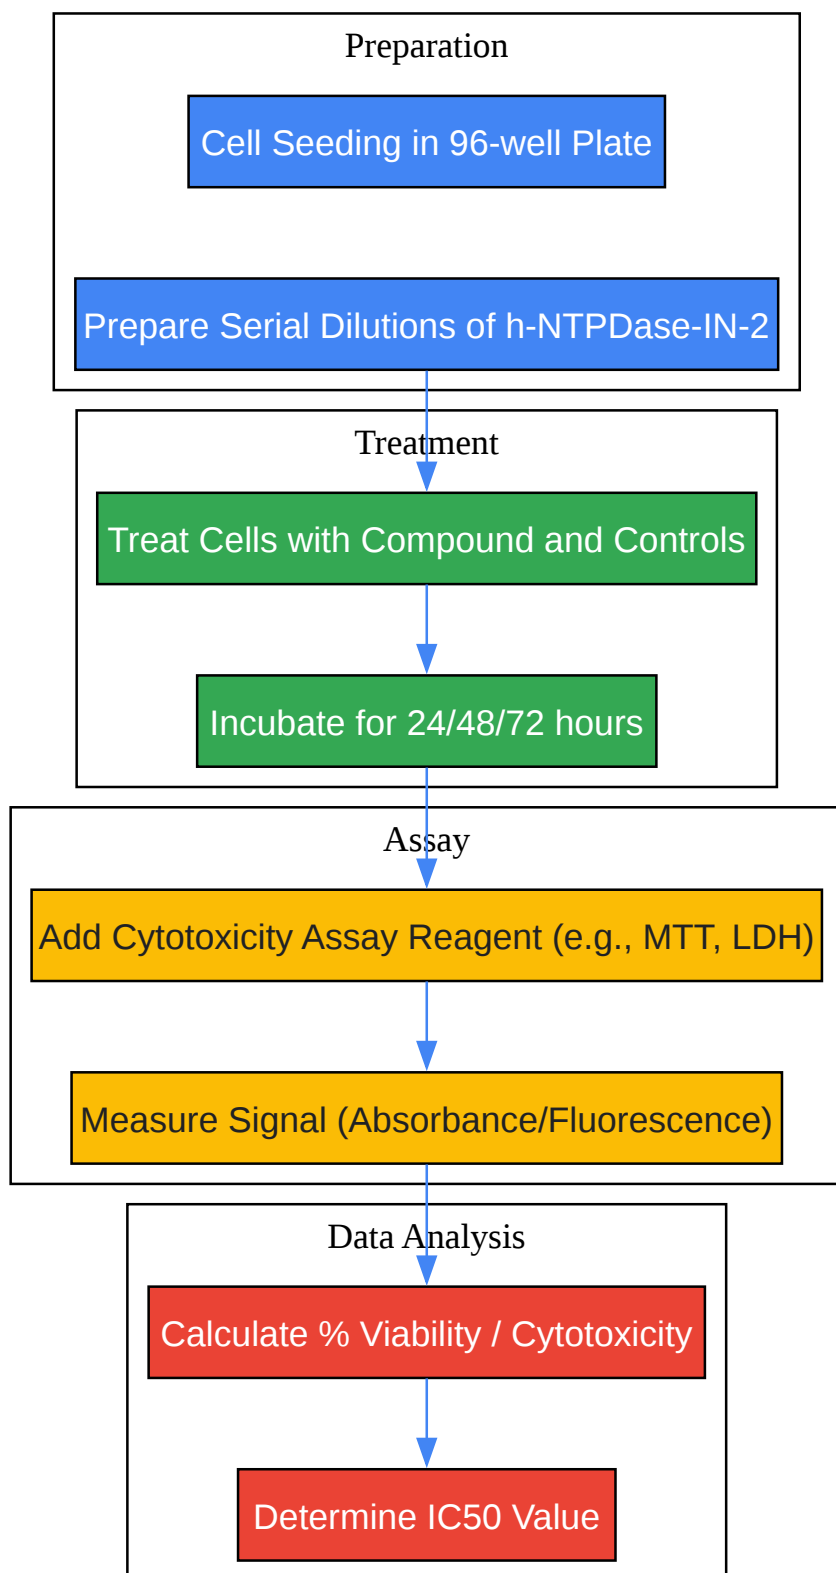 Preparation
Cell Seeding in 96-well Plate
Prepare Serial Dilutions of h-NTPDase-IN-2
Treatment
Treat Cells with Compound and Controls
Incubate for 24/48/72 hours
Assay
Add Cytotoxicity Assay Reagent (e.g., MTT, LDH)
Measure Signal (Absorbance/Fluorescence)
Data Analysis
Calculate % Viability / Cytotoxicity
Determine IC50 Value